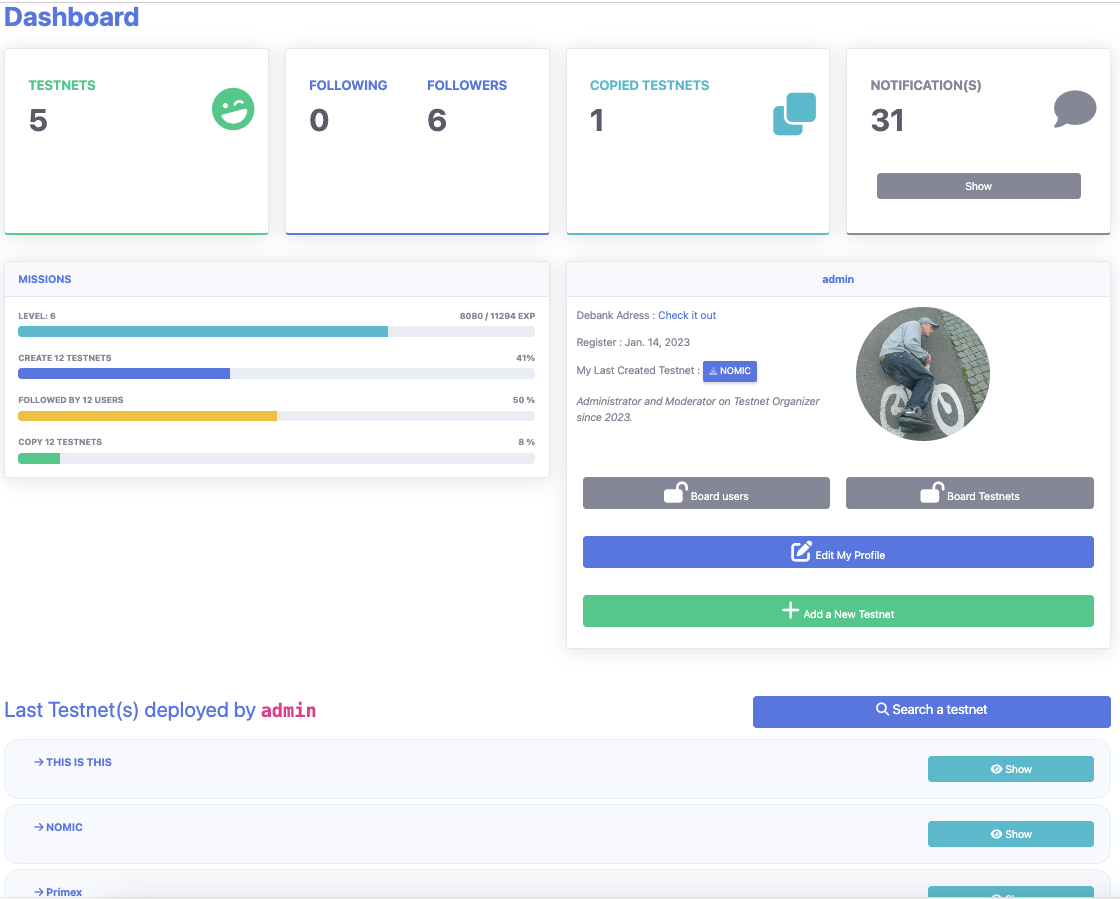 Dashboard
TESTNETS
5
FOLLOWING
0
FOLLOWERS
6
COPIED TESTNETS
1
NOTIFICATION(S)
31
Show
MISSIONS
LEVEL: 6 8080 / 11294 EXP
CREATE 12 TESTNETS 41%
FOLLOWED BY 12 USERS 50 %
COPY 12 TESTNETS 8 %
admin
Debank Adress : Check it out
Register : Jan. 14, 2023
My Last Created Testnet : NOMIC
Administrator and Moderator on Testnet Organizer
since 2023.
Board users
Board Testnets
Edit My Profile
Add a New Testnet
Last Testnet(s) deployed by admin
Search a testnet
THIS IS THIS
Show
NOMIC
Show
Primex